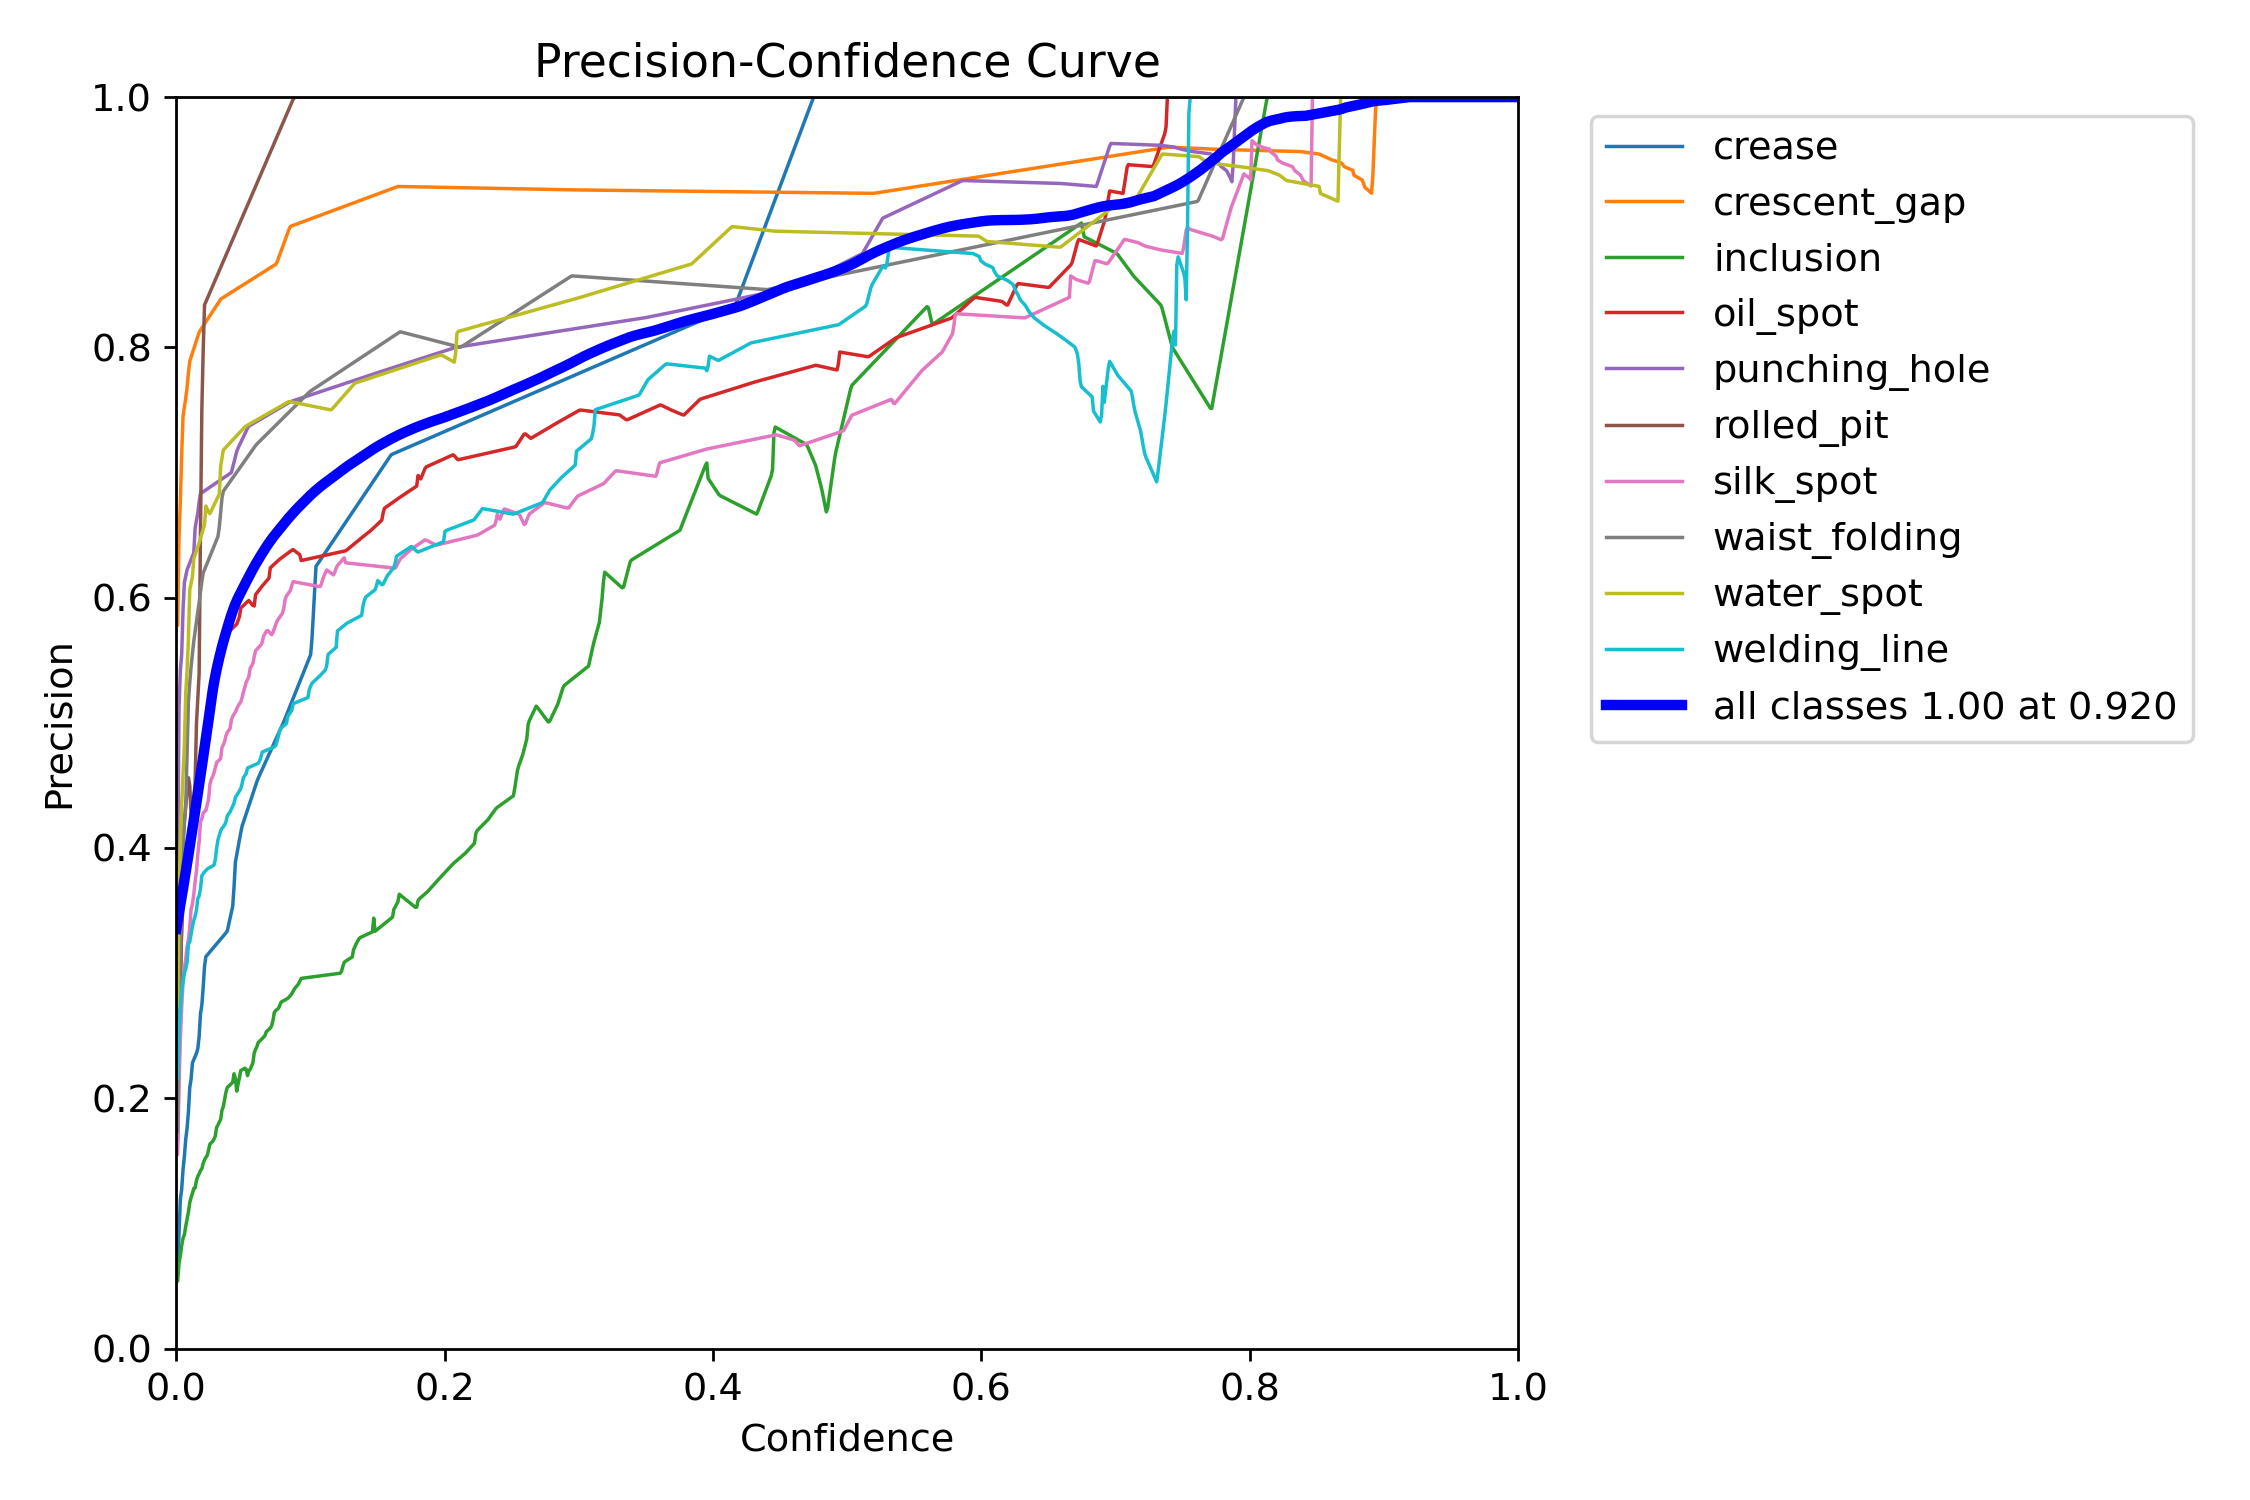 Precision-Confidence Curve
1.0
0.8
0.6
0.4
0.2
0.0
Precision
0.0 0.2 0.4 0.6 0.8 1.0
Confidence
crease
crescent_gap
inclusion
oil_spot
punching_hole
rolled_pit
silk_spot
waist_folding
water_spot
welding_line
all classes 1.00 at 0.920